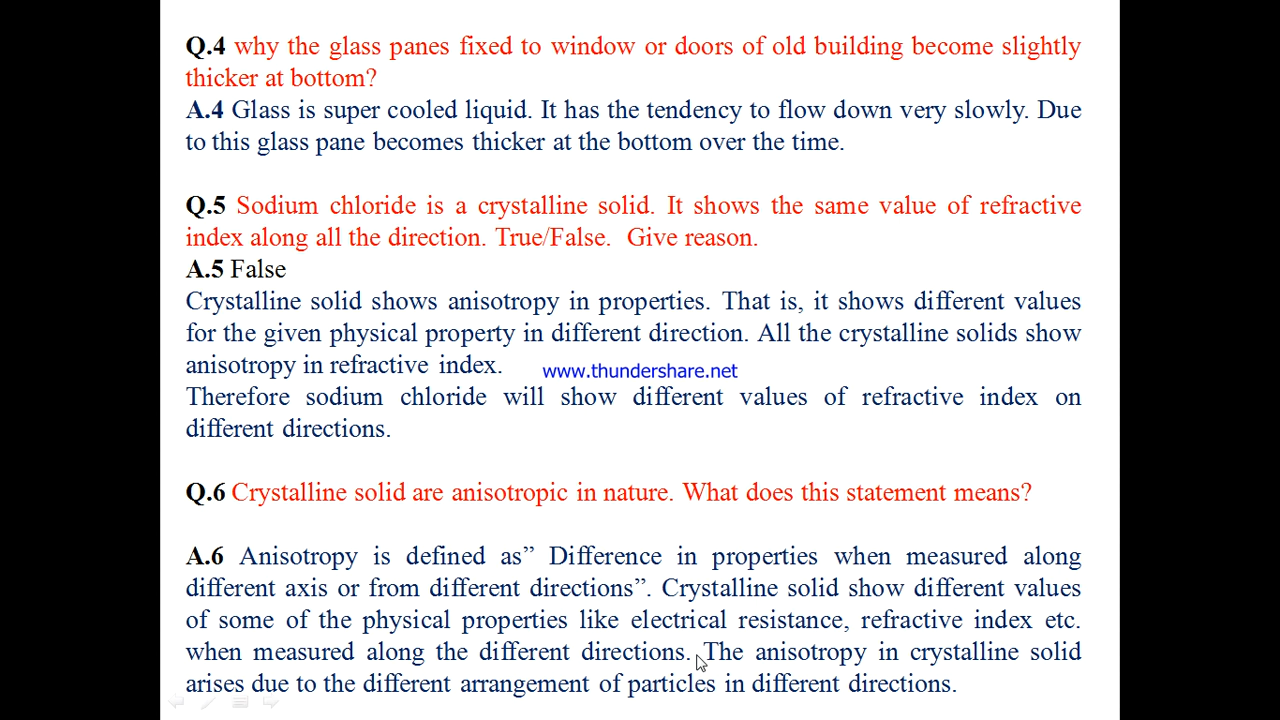 Q.4 why the glass panes fixed to window or doors of old building become slightly
thicker at bottom?
A.4 Glass is super cooled liquid. It has the tendency to flow down very slowly. Due
to this glass pane becomes thicker at the bottom over the time.
Q.5 Sodium chloride is a crystalline solid. It shows the same value of refractive
index along all the direction. True/False. Give reason.
A.5 False
Crystalline solid shows anisotropy in properties. That is, it shows different values
for the given physical property in different direction. All the crystalline solids show
anisotropy in refractive index.
www.thundershare.net
Therefore sodium chloride will show different values of refractive index on
different directions.
Q.6 Crystalline solid are anisotropic in nature. What does this statement means?
A.6 Anisotropy is defined as” Difference in properties when measured along
different axis or from different directions”. Crystalline solid show different values
of some of the physical properties like electrical resistance, refractive index etc.
when measured along the different directions. The anisotropy in crystalline solid
arises due to the different arrangement of particles in different directions.